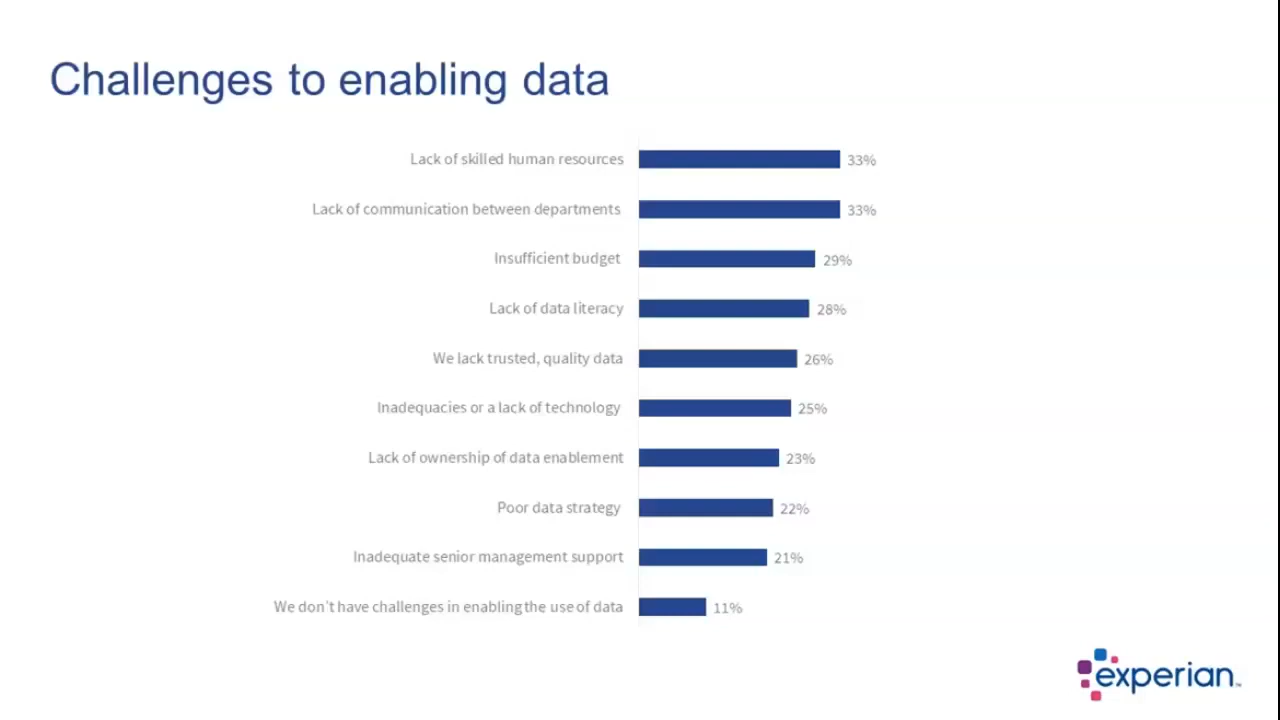 Challenges to enabling data
Lack of skilled human resources 33%
Lack of communication between departments 33%
Insufficient budget 29%
Lack of data literacy 28%
We lack trusted, quality data 26%
Inadequacies or a lack of technology 25%
Lack of ownership of data enablement 23%
Poor data strategy 22%
Inadequate senior management support 21%
We don't have challenges in enabling the use of data 11%
experian™